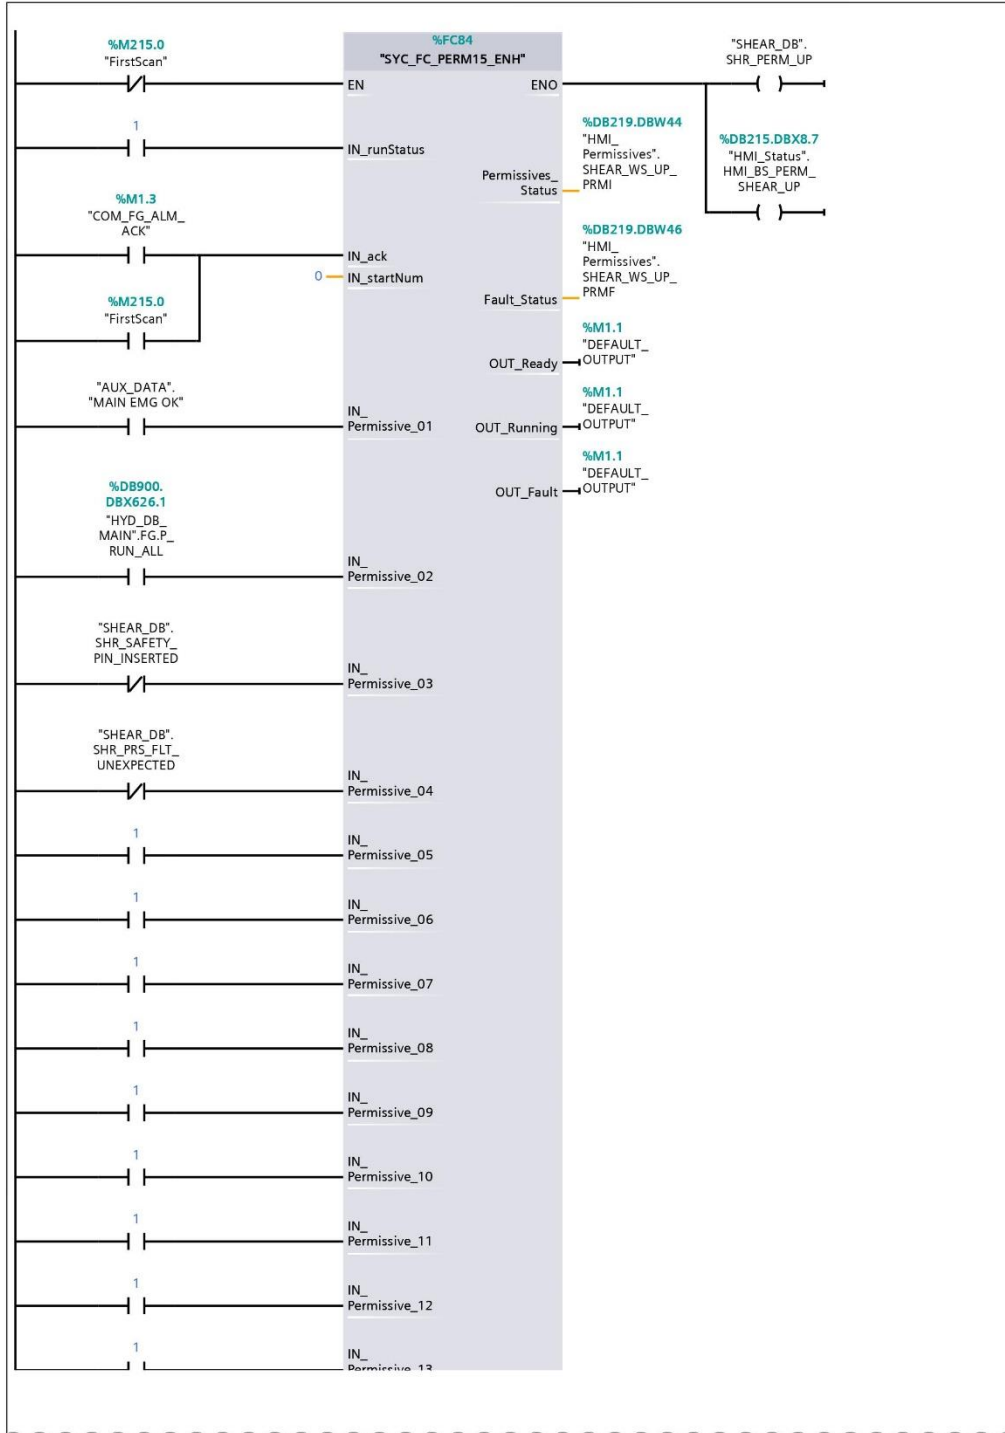 %FC84
"SYC_FC_PERM15_ENH"
%M215.0
"FirstScan"
EN
ENO
"SHEAR_DB".
SHR_PERM_UP
1
IN_runStatus
%DB219.DBW44
"HMI_
Permissives".
SHEAR_WS_UP_
PRMI
Permissives_
Status
%DB215.DBX8.7
"HMI_Status".
HMI_BS_PERM_
SHEAR_UP
%M1.3
"COM_FG_ALM_
ACK"
IN_ack
0
IN_startNum
%DB219.DBW46
"HMI_
Permissives".
SHEAR_WS_UP_
PRMF
Fault_Status
%M215.0
"FirstScan"
%M1.1
"DEFAULT_
OUTPUT"
OUT_Ready
"AUX_DATA".
"MAIN EMG OK"
IN_
Permissive_01
%M1.1
"DEFAULT_
OUTPUT"
OUT_Running
%M1.1
"DEFAULT_
OUTPUT"
OUT_Fault
%DB900.
DBX626.1
"HYD_DB_
MAIN".FG.P_
RUN_ALL
IN_
Permissive_02
"SHEAR_DB".
SHR_SAFETY_
PIN_INSERTED
IN_
Permissive_03
"SHEAR_DB".
SHR_PRS_FLT_
UNEXPECTED
IN_
Permissive_04
1
IN_
Permissive_05
1
IN_
Permissive_06
1
IN_
Permissive_07
1
IN_
Permissive_08
1
IN_
Permissive_09
1
IN_
Permissive_10
1
IN_
Permissive_11
1
IN_
Permissive_12
1
IN_
Permissive_13